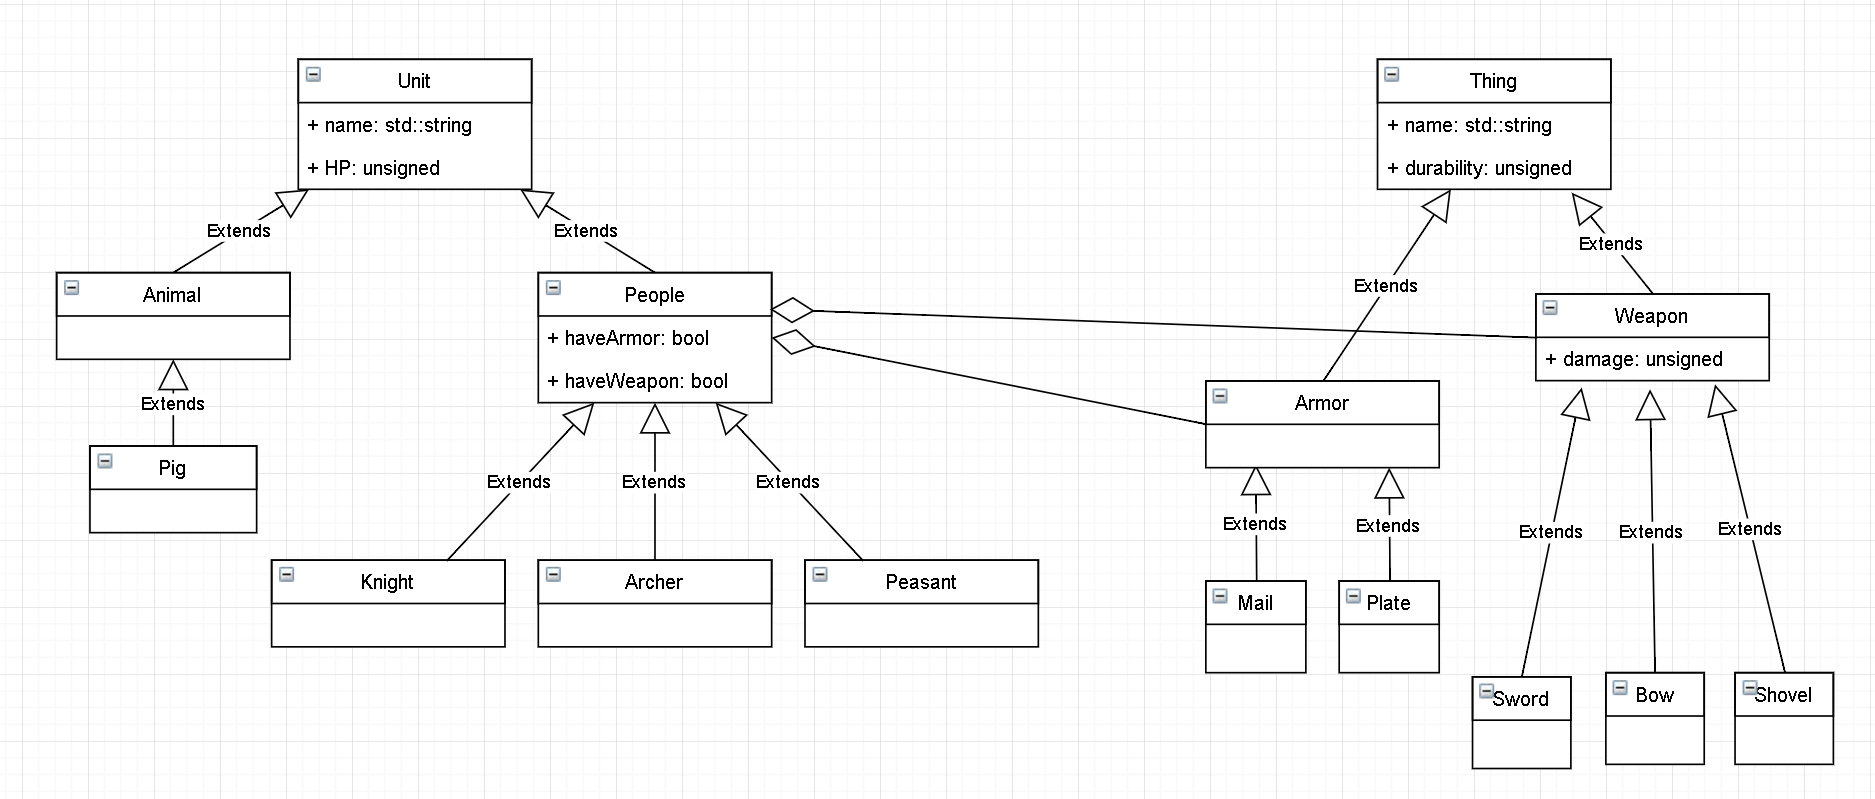 Unit
+ name: std::string
+ HP: unsigned
Thing
+ name: std::string
+ durability: unsigned
Extends
Extends
Extends
Extends
Animal
People
+ haveArmor: bool
+ haveWeapon: bool
Weapon
+ damage: unsigned
Armor
Extends
Pig
Extends
Extends
Extends
Extends
Extends
Extends
Extends
Extends
Knight
Archer
Peasant
Mail
Plate
Sword
Bow
Shovel